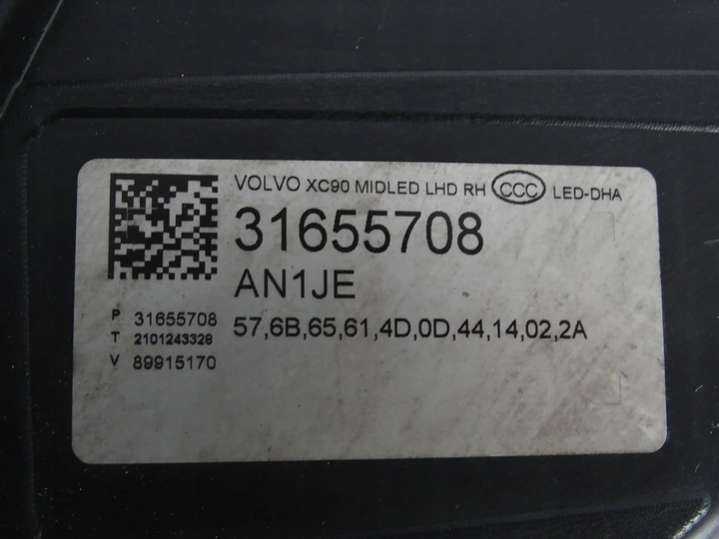 VOLVO XC90 MIDLED LHD RH CCC LED-DHA
31655708
AN1JE
57,6B,65,61,4D,0D,44,14,02,2A
P 31655708
T 2101243328
V 89915170